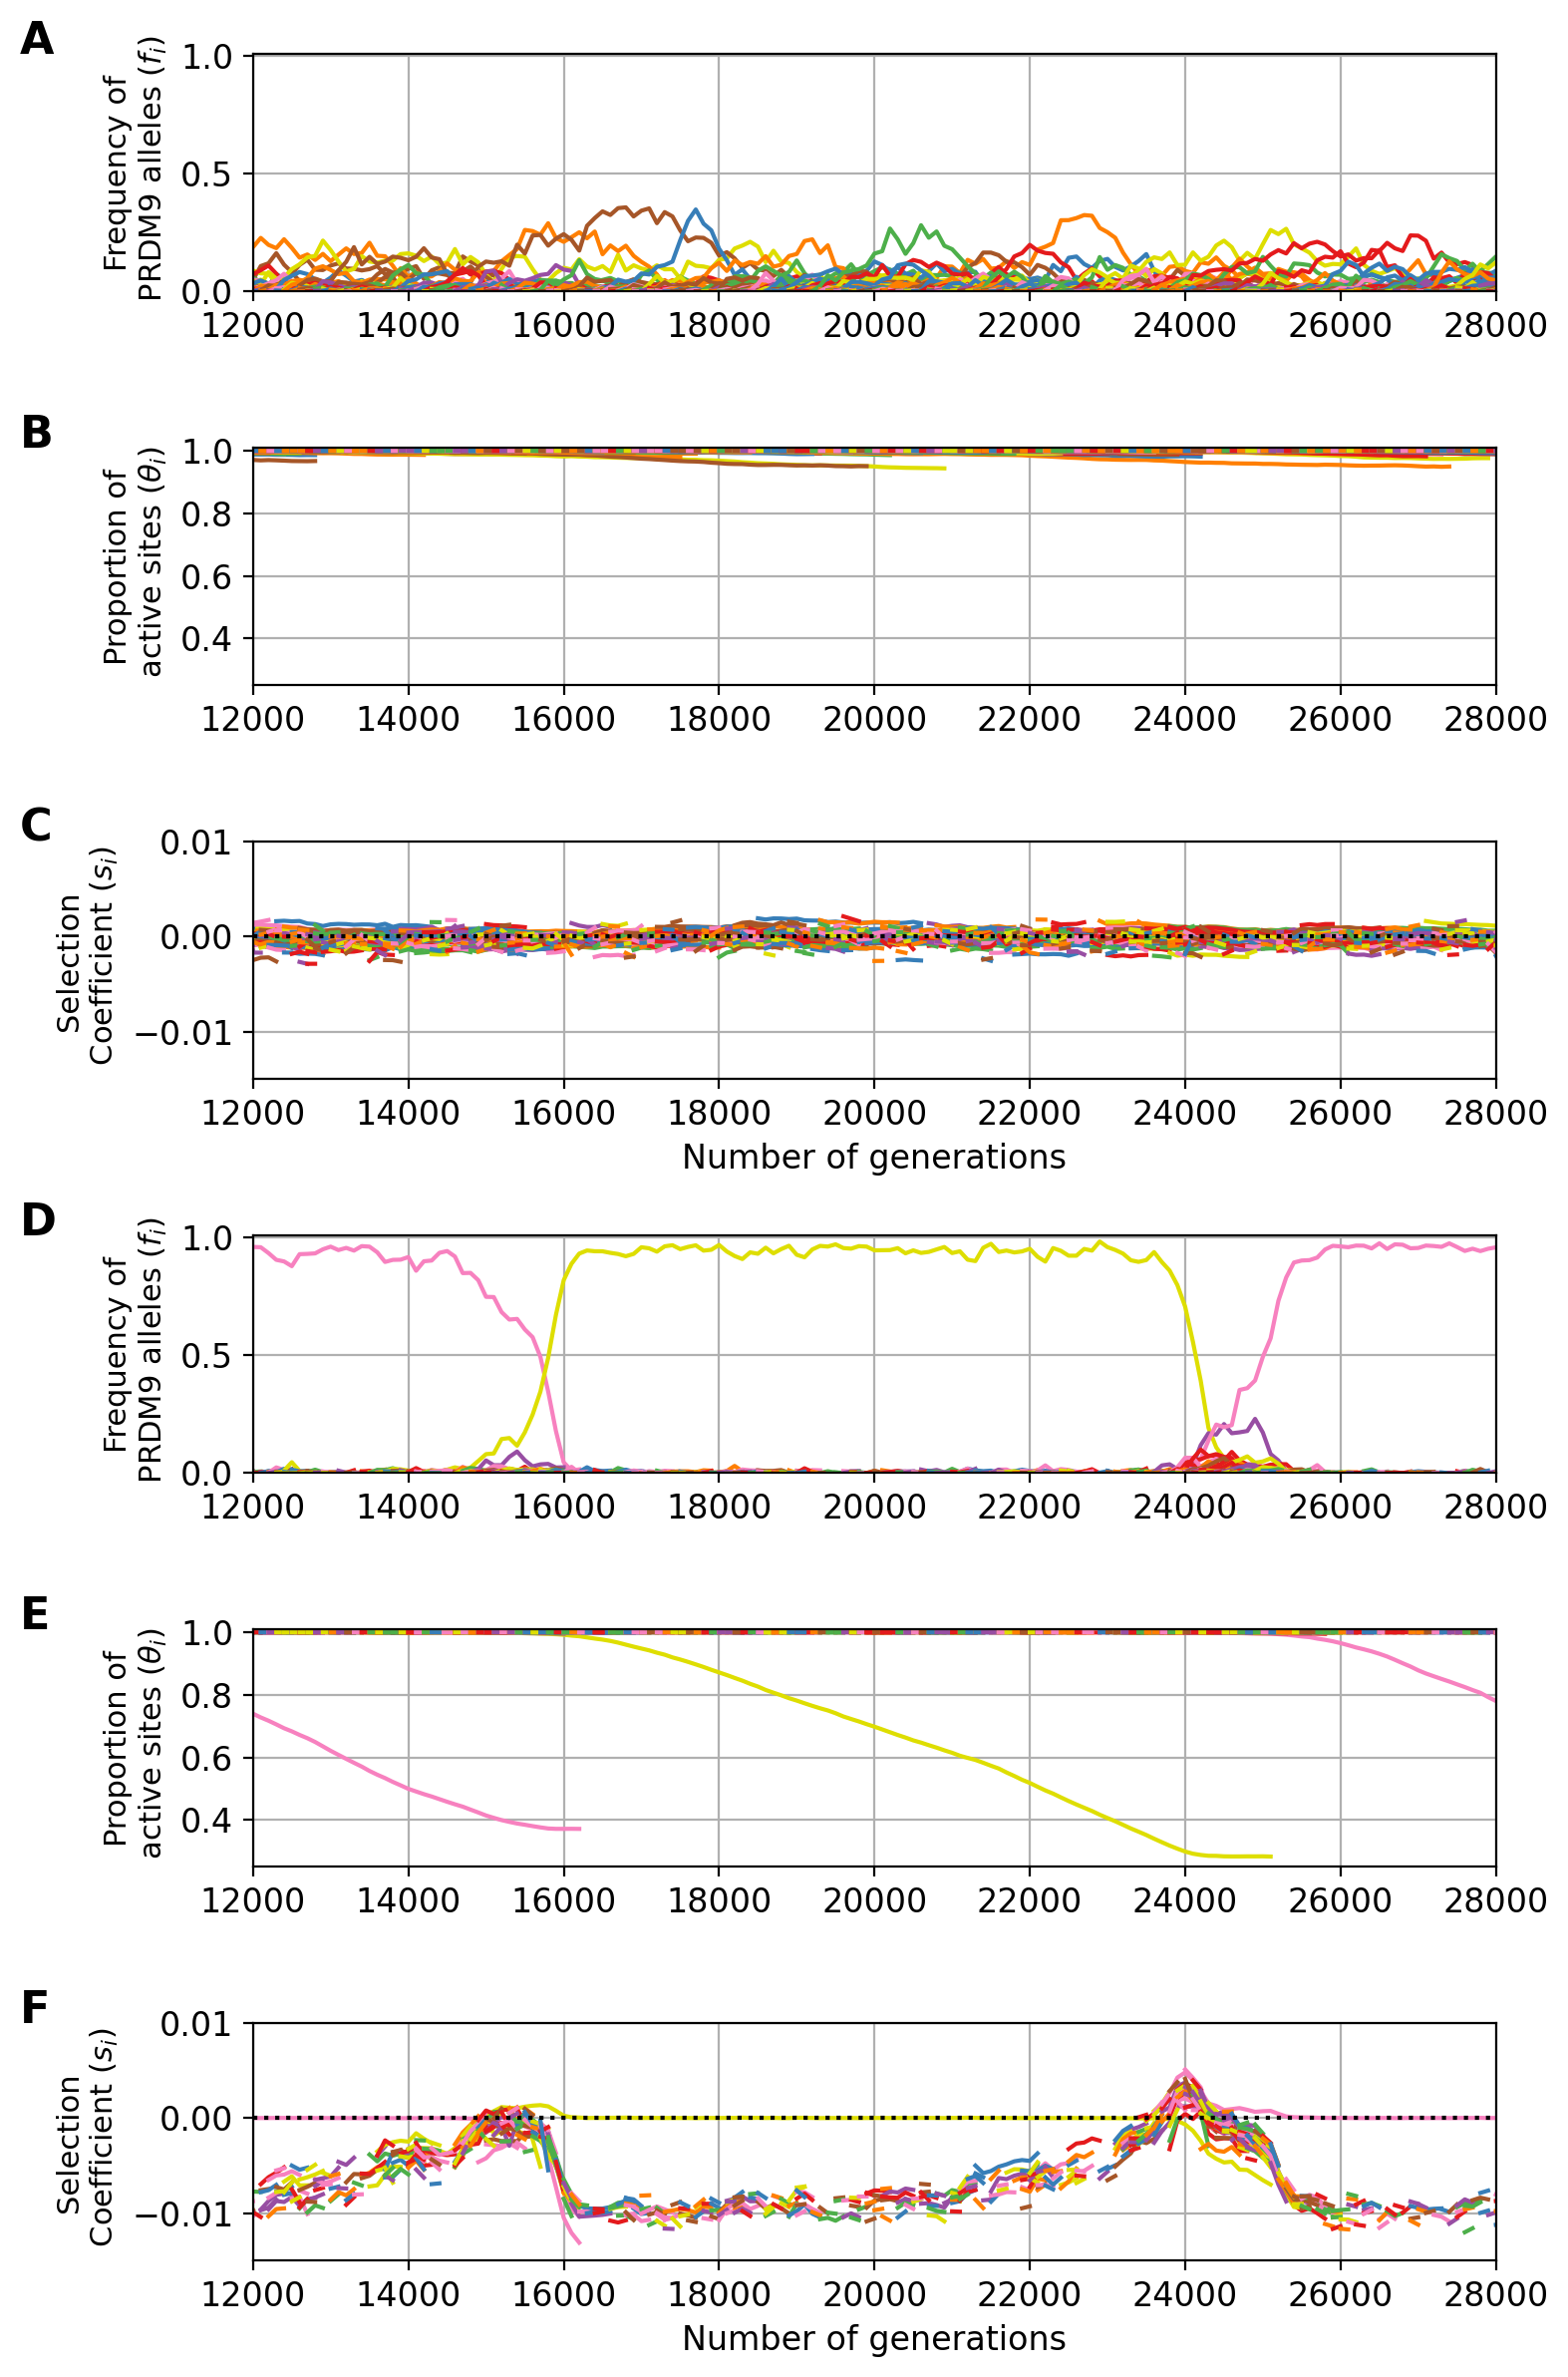 A
Frequency of
PRDM9 alleles (fi)
1.0
0.5
0.0
12000 14000 16000 18000 20000 22000 24000 26000 28000
B
Proportion of
active sites (θi)
1.0
0.8
0.6
0.4
12000 14000 16000 18000 20000 22000 24000 26000 28000
C
Selection
Coefficient (si)
0.01
0.00
−0.01
12000 14000 16000 18000 20000 22000 24000 26000 28000
Number of generations
D
Frequency of
PRDM9 alleles (fi)
1.0
0.5
0.0
12000 14000 16000 18000 20000 22000 24000 26000 28000
E
Proportion of
active sites (θi)
1.0
0.8
0.6
0.4
12000 14000 16000 18000 20000 22000 24000 26000 28000
F
Selection
Coefficient (si)
0.01
0.00
−0.01
12000 14000 16000 18000 20000 22000 24000 26000 28000
Number of generations